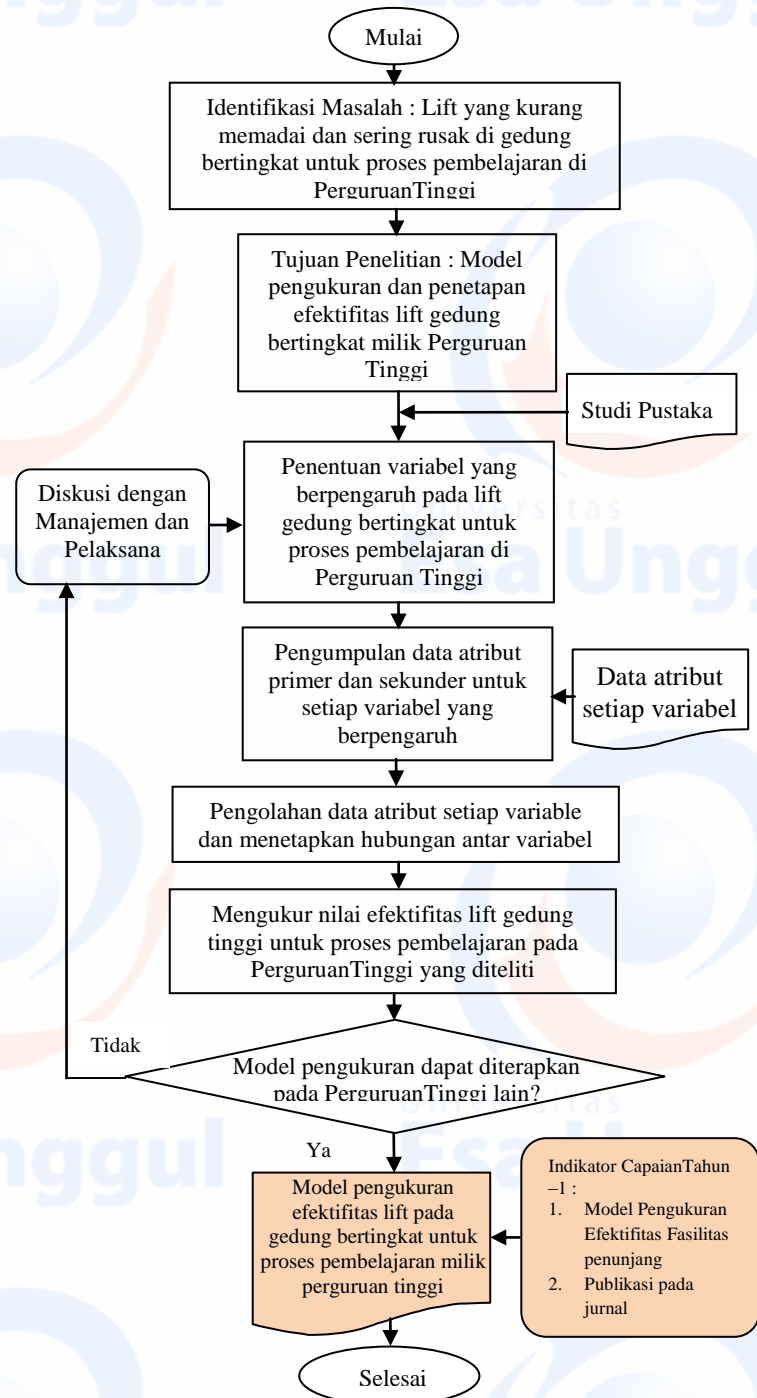 Mulai
Identifikasi Masalah : Lift yang kurang
memadai dan sering rusak di gedung
bertingkat untuk proses pembelajaran di
PerguruanTinggi
Tujuan Penelitian : Model
pengukuran dan penetapan
efektifitas lift gedung
bertingkat milik Perguruan
Tinggi
Studi Pustaka
Diskusi dengan
Manajemen dan
Pelaksana
Penentuan variabel yang
berpengaruh pada lift
gedung bertingkat untuk
proses pembelajaran di
Perguruan Tinggi
Pengumpulan data atribut
primer dan sekunder untuk
setiap variabel yang
berpengaruh
Data atribut
setiap variabel
Pengolahan data atribut setiap variable
dan menetapkan hubungan antar variabel
Mengukur nilai efektifitas lift gedung
tinggi untuk proses pembelajaran pada
PerguruanTinggi yang diteliti
Tidak
Model pengukuran dapat diterapkan
pada PerguruanTinggi lain?
Ya
Model pengukuran
efektifitas lift pada
gedung bertingkat untuk
proses pembelajaran milik
perguruan tinggi
Indikator CapaianTahun
–1 :
1. Model Pengukuran
Efektifitas Fasilitas
penunjang
2. Publikasi pada
jurnal
Selesai